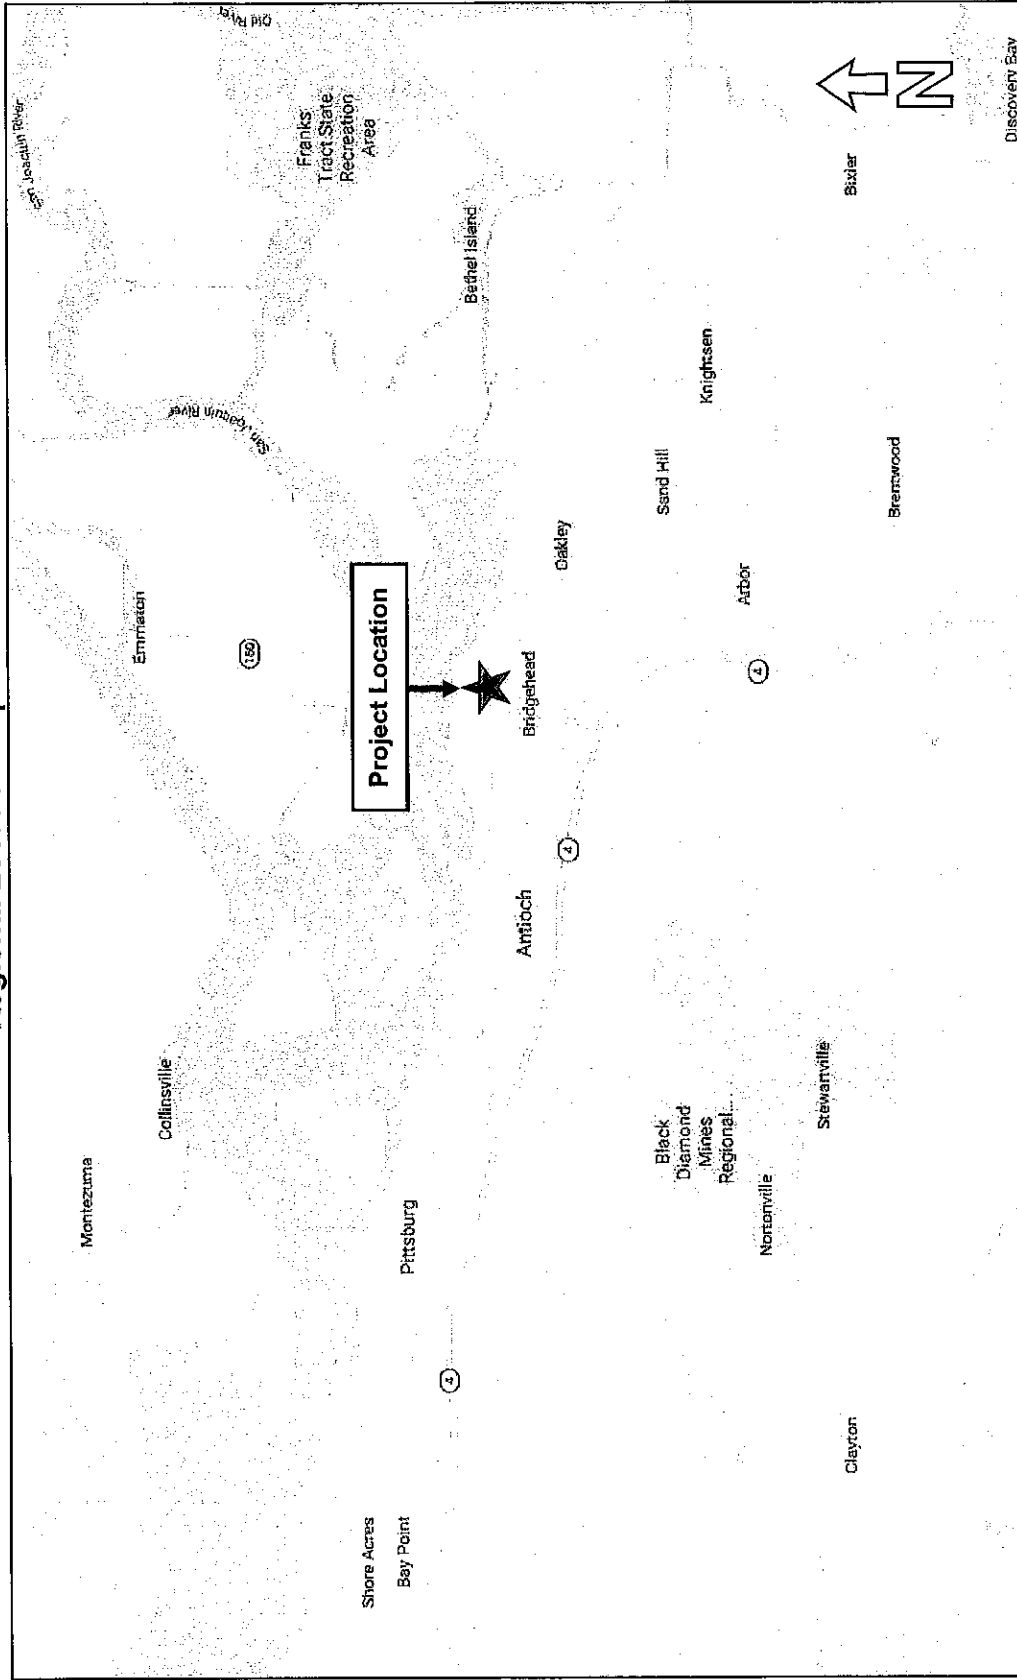 San Joaquin River
Old River
Franks
Tract State
Recreation
Area
San Joaquin River
Emmaton
160
Montezuma
Collinsville
Project Location
Bethel Island
Bridgehead
Oakley
Antioch
Pittsburg
4
4
4
Shore Acres
Bay Point
Sand Hill
Knightsen
Arbor
Brentwood
Bixler
N
Discovery Bay
Black
Diamond
Mines
Regional...
Nortonville
Stewartville
Clayton